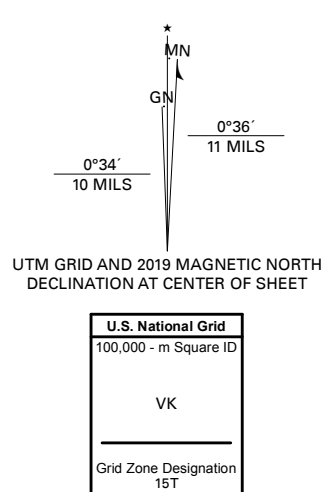 ★
MN
GN
0°36´
11 MILS
0°34´
10 MILS
UTM GRID AND 2019 MAGNETIC NORTH
DECLINATION AT CENTER OF SHEET
U.S. National Grid
100,000 - m Square ID
VK
Grid Zone Designation
15T